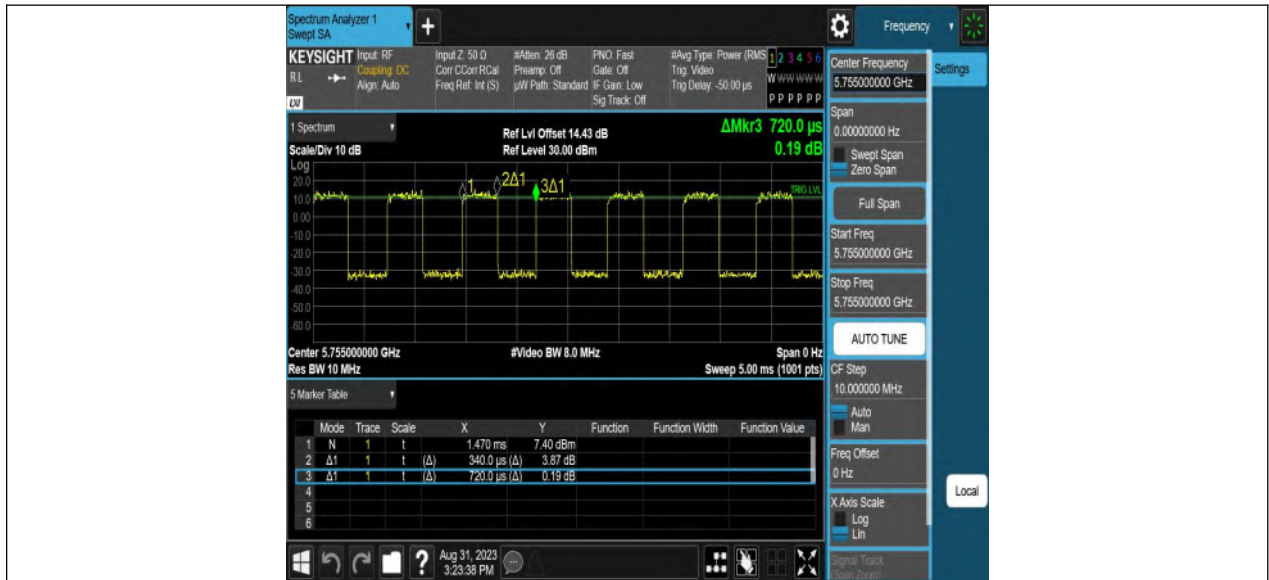 Spectrum Analyzer 1
Swept SA
+
Frequency
KEYSIGHT Input: RF Input Z: 50 Ω #Atten: 26 dB PNO: Fast #Avg Type: Power (RMS 1 2 3 4 5 6
RL Coupling: DC Corr CCorr RCal Preamp: Off Gate: Off Trig: Video W W W W W W
Align: Auto Freq Ref: Int (S) µW Path: Standard IF Gain: Low Trig Delay: -50.00 µs
Sig Track: Off P P P P P P
LXI
1 Spectrum
Ref Lvl Offset 14.43 dB
ΔMkr3 720.0 µs
Scale/Div 10 dB Ref Level 30.00 dBm 0.19 dB
Log
20.0
10.0
0.00
-10.0
-20.0
-30.0
-40.0
-50.0
-60.0
1 2Δ1 3Δ1
TRIG LVL
Center 5.755000000 GHz #Video BW 8.0 MHz Span 0 Hz
Res BW 10 MHz Sweep 5.00 ms (1001 pts)
5 Marker Table
Mode Trace Scale X Y Function Function Width Function Value
1 N 1 t 1.470 ms 7.40 dBm
2 Δ1 1 t (Δ) 340.0 µs (Δ) 3.87 dB
3 Δ1 1 t (Δ) 720.0 µs (Δ) 0.19 dB
4
5
6
?
Aug 31, 2023
3:23:38 PM
Center Frequency
5.755000000 GHz
Settings
Span
0.00000000 Hz
Swept Span
Zero Span
Full Span
Start Freq
5.755000000 GHz
Stop Freq
5.755000000 GHz
AUTO TUNE
CF Step
10.000000 MHz
Auto
Man
Freq Offset
0 Hz
X Axis Scale
Log
Lin
Signal Track
(Span Zoom)
Local